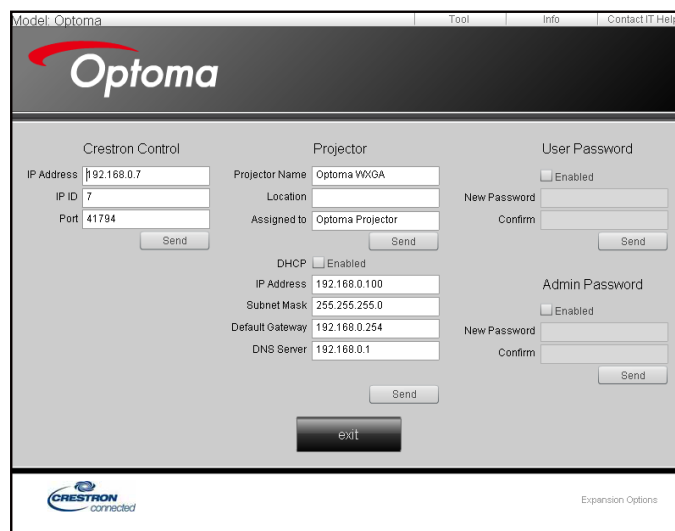 Model: Optoma
Tool
Info
Contact IT Help
Optoma
Crestron Control
IP Address 192.168.0.7
IP ID 7
Port 41794
Send
Projector
Projector Name Optoma WXGA
Location
Assigned to Optoma Projector
Send
DHCP Enabled
IP Address 192.168.0.100
Subnet Mask 255.255.255.0
Default Gateway 192.168.0.254
DNS Server 192.168.0.1
Send
User Password
Enabled
New Password
Confirm
Send
Admin Password
Enabled
New Password
Confirm
Send
exit
CRESTRON
connected
Expansion Options